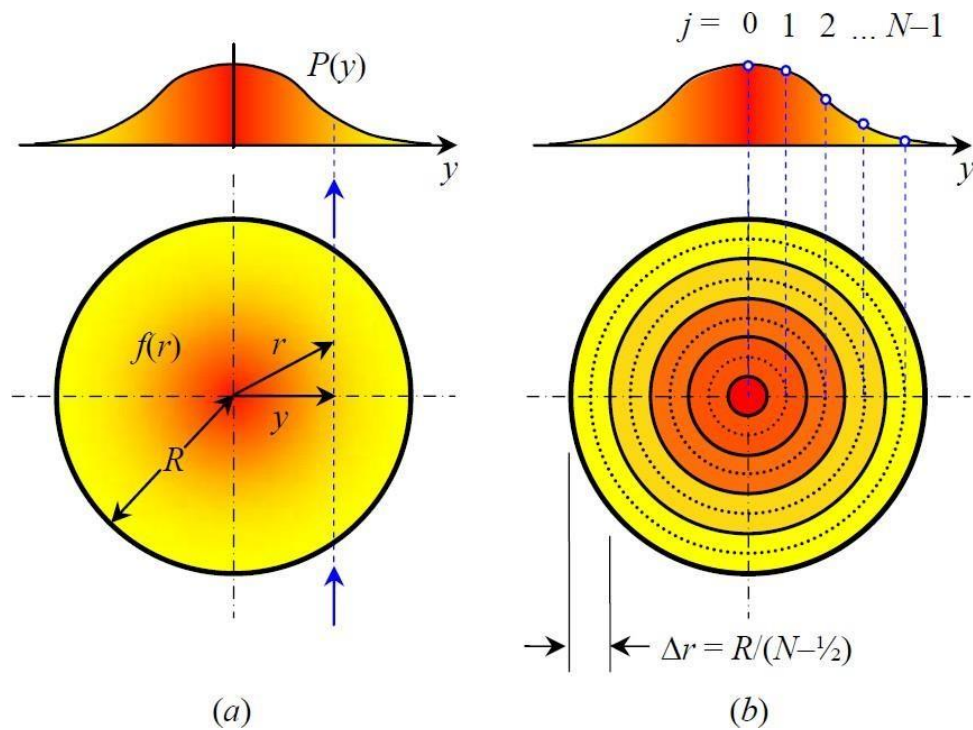 P(y)
y
f(r)
r
y
R
(a)
j = 0 1 2 ... N–1
y
Δr = R/(N–½)
(b)